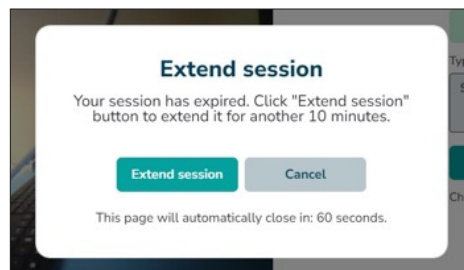 Extend session
Your session has expired. Click "Extend session"
button to extend it for another 10 minutes.
Extend session
Cancel
This page will automatically close in: 60 seconds.